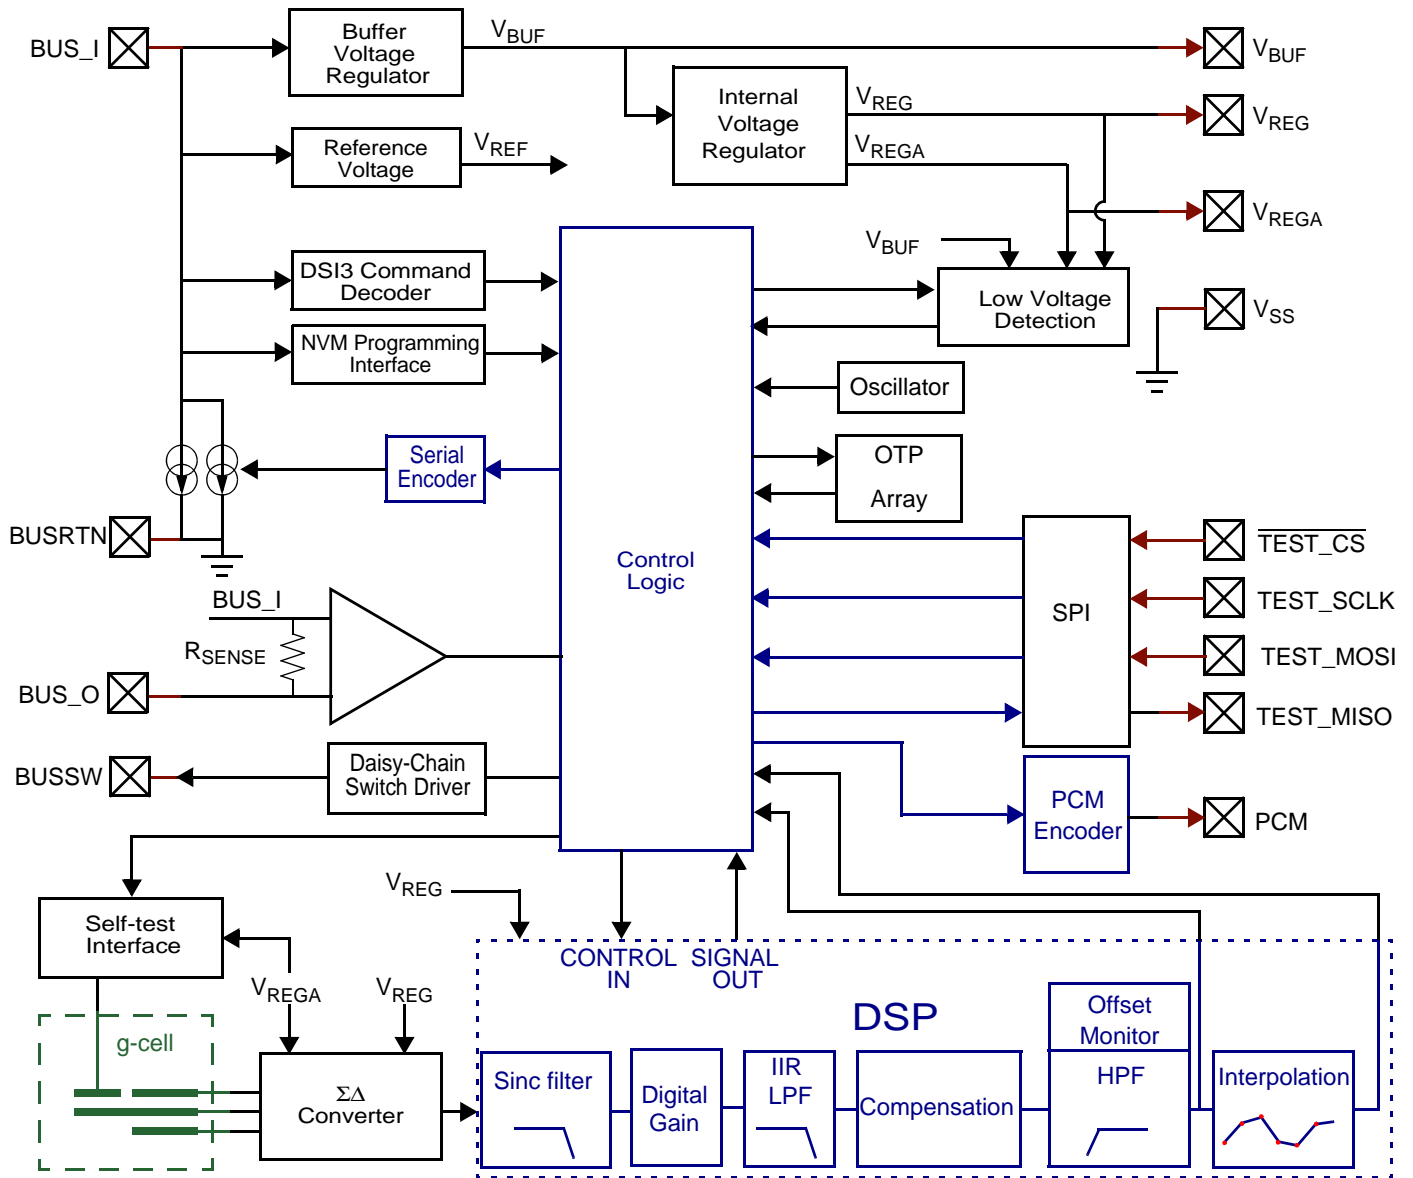 BUS_I
Buffer
Voltage
Regulator
VBUF
VBUF
Internal
Voltage
Regulator
VREG
VREGA
VREG
Reference
Voltage
VREF
VREGA
VBUF
DSI3 Command
Decoder
Low Voltage
Detection
VSS
NVM Programming
Interface
Oscillator
Serial
Encoder
OTP
Array
BUSRTN
Control
Logic
TEST_CS
BUS_I
SPI
TEST_SCLK
RSENSE
TEST_MOSI
BUS_O
TEST_MISO
BUSSW
Daisy-Chain
Switch Driver
PCM
Encoder
PCM
VREG
Self-test
Interface
CONTROL
IN
SIGNAL
OUT
VREGA
VREG
DSP
g-cell
Offset
Monitor
ΣΔ
Converter
Sinc filter
Digital
Gain
IIR
LPF
Compensation
HPF
Interpolation